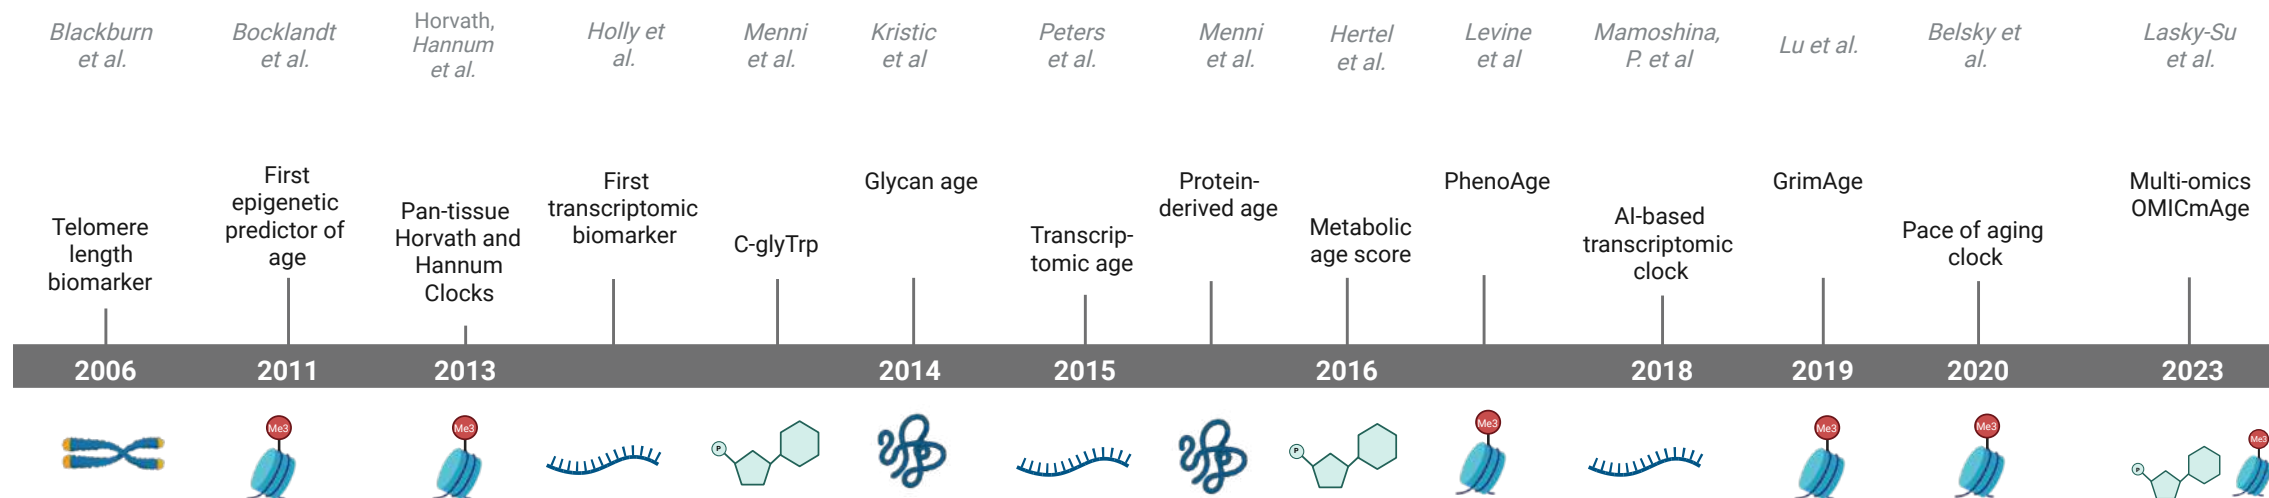 Blackburn
et al.
Bocklandt
et al.
Horvath,
Hannum
et al.
Holly et
al.
Menni
et al.
Kristic
et al
Peters
et al.
Menni
et al.
Hertel
et al.
Levine
et al
Mamoshina,
P. et al
Lu et al.
Belsky et
al.
Lasky-Su
et al.
Telomere
length
biomarker
First
epigenetic
predictor of
age
Pan-tissue
Horvath and
Hannum
Clocks
First
transcriptomic
biomarker
C-glyTrp
Glycan age
Transcrip-
tomic age
Protein-
derived age
Metabolic
age score
PhenoAge
AI-based
transcriptomic
clock
GrimAge
Pace of aging
clock
Multi-omics
OMICmAge
2006
2011
2013
2014
2015
2016
2018
2019
2020
2023
Me3
Me3
P
P
Me3
Me3
Me3
P
Me3